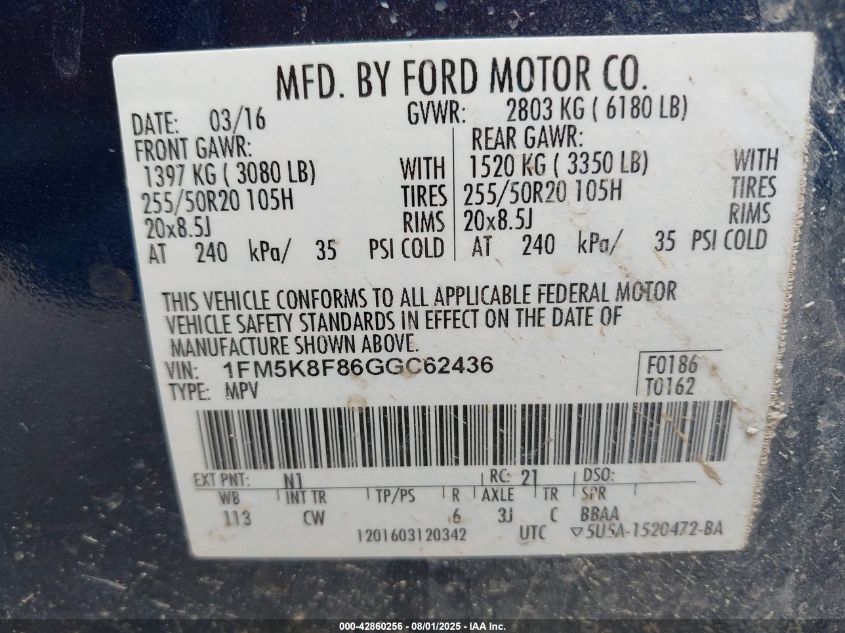 MFD. BY FORD MOTOR CO.
DATE: 03/16 GVWR: 2803 KG ( 6180 LB)
FRONT GAWR: REAR GAWR:
1397 KG ( 3080 LB) WITH 1520 KG ( 3350 LB) WITH
255/50R20 105H TIRES 255/50R20 105H TIRES
20x8.5J RIMS 20x8.5J RIMS
AT 240 kPa/ 35 PSI COLD AT 240 kPa/ 35 PSI COLD
THIS VEHICLE CONFORMS TO ALL APPLICABLE FEDERAL MOTOR
VEHICLE SAFETY STANDARDS IN EFFECT ON THE DATE OF
MANUFACTURE SHOWN ABOVE.
VIN: 1FM5K8F86GGC62436 F0186
TYPE: MPV T0162
EXT PNT: N1 RC: 21 DSO:
WB INT TR TP/PS R AXLE TR SPR
113 CW 6 3J C BBAA
1201603120342 UTC ▽5U5A-1520472-BA
000-42860256 - 08/01/2025 - IAA Inc.